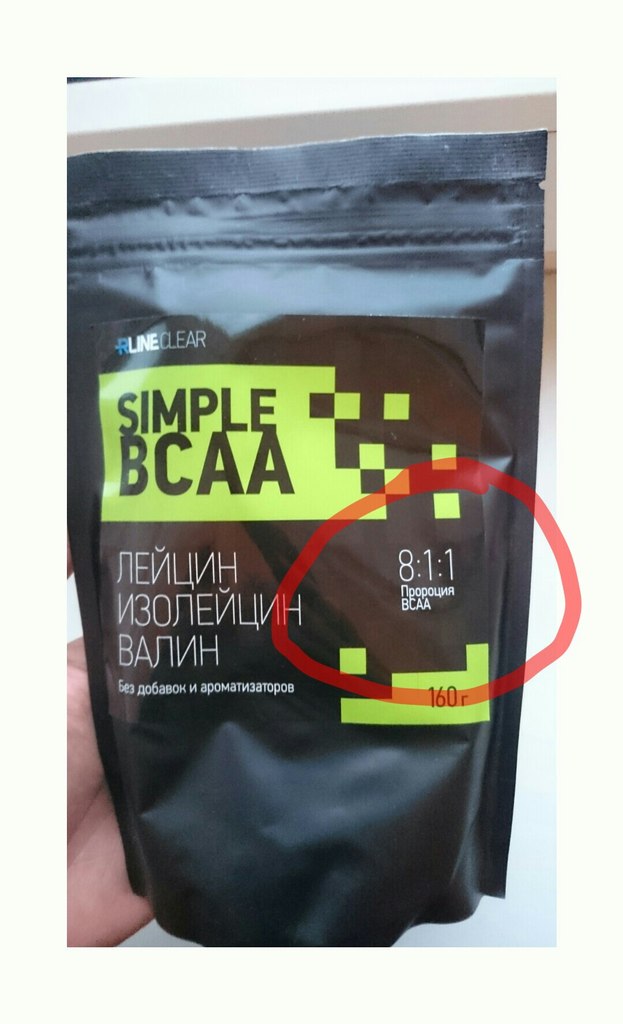 RLINE CLEAR
SIMPLE
BCAA
ЛЕЙЦИН
ИЗОЛЕЙЦИН
ВАЛИН
Без добавок и ароматизаторов
8:1:1
Пророция
BCAA
160 г